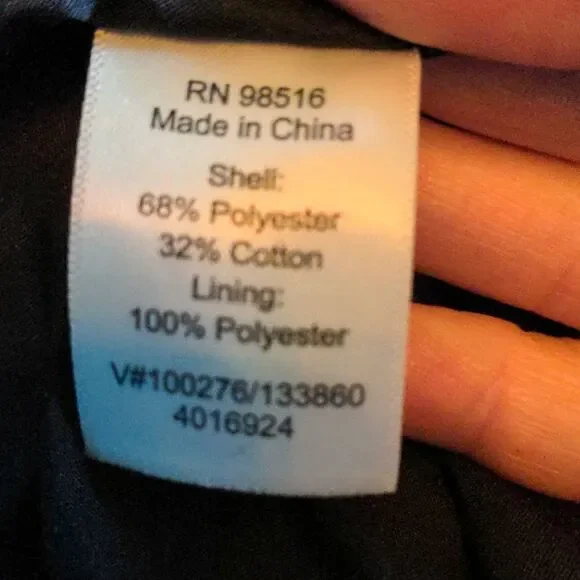 RN 98516
Made in China
Shell:
68% Polyester
32% Cotton
Lining:
100% Polyester
V#100276/133860
4016924